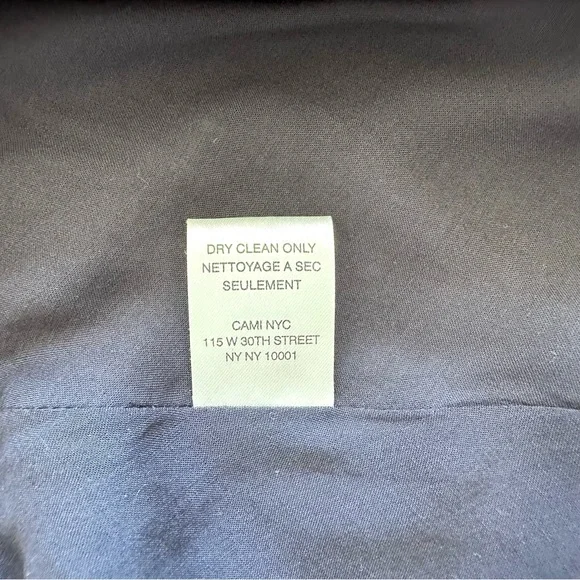 DRY CLEAN ONLY
NETTOYAGE A SEC
SEULEMENT
CAMI NYC
115 W 30TH STREET
NY NY 10001